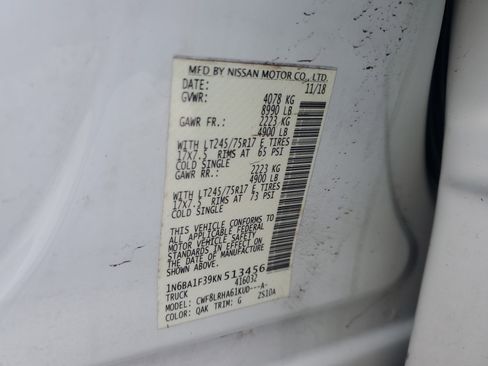 MFD BY NISSAN MOTOR CO., LTD.
DATE: 11/18
GVWR: 4078 KG
8990 LB
GAWR FR.: 2223 KG
4900 LB
WITH LT245/75R17 E TIRES
17X7.5 RIMS AT 65 PSI
COLD SINGLE
GAWR RR.: 2223 KG
4900 LB
WITH LT245/75R17 E TIRES
17X7.5 RIMS AT 73 PSI
COLD SINGLE
THIS VEHICLE CONFORMS TO
ALL APPLICABLE FEDERAL
MOTOR VEHICLE SAFETY
STANDARDS IN EFFECT ON
THE DATE OF MANUFACTURE
SHOWN ABOVE.
1N6BA1F39KN513456
TRUCK 416032
MODEL: CWF8LRHA61KUD---A-
COLOR: QAK TRIM: G ZS10A